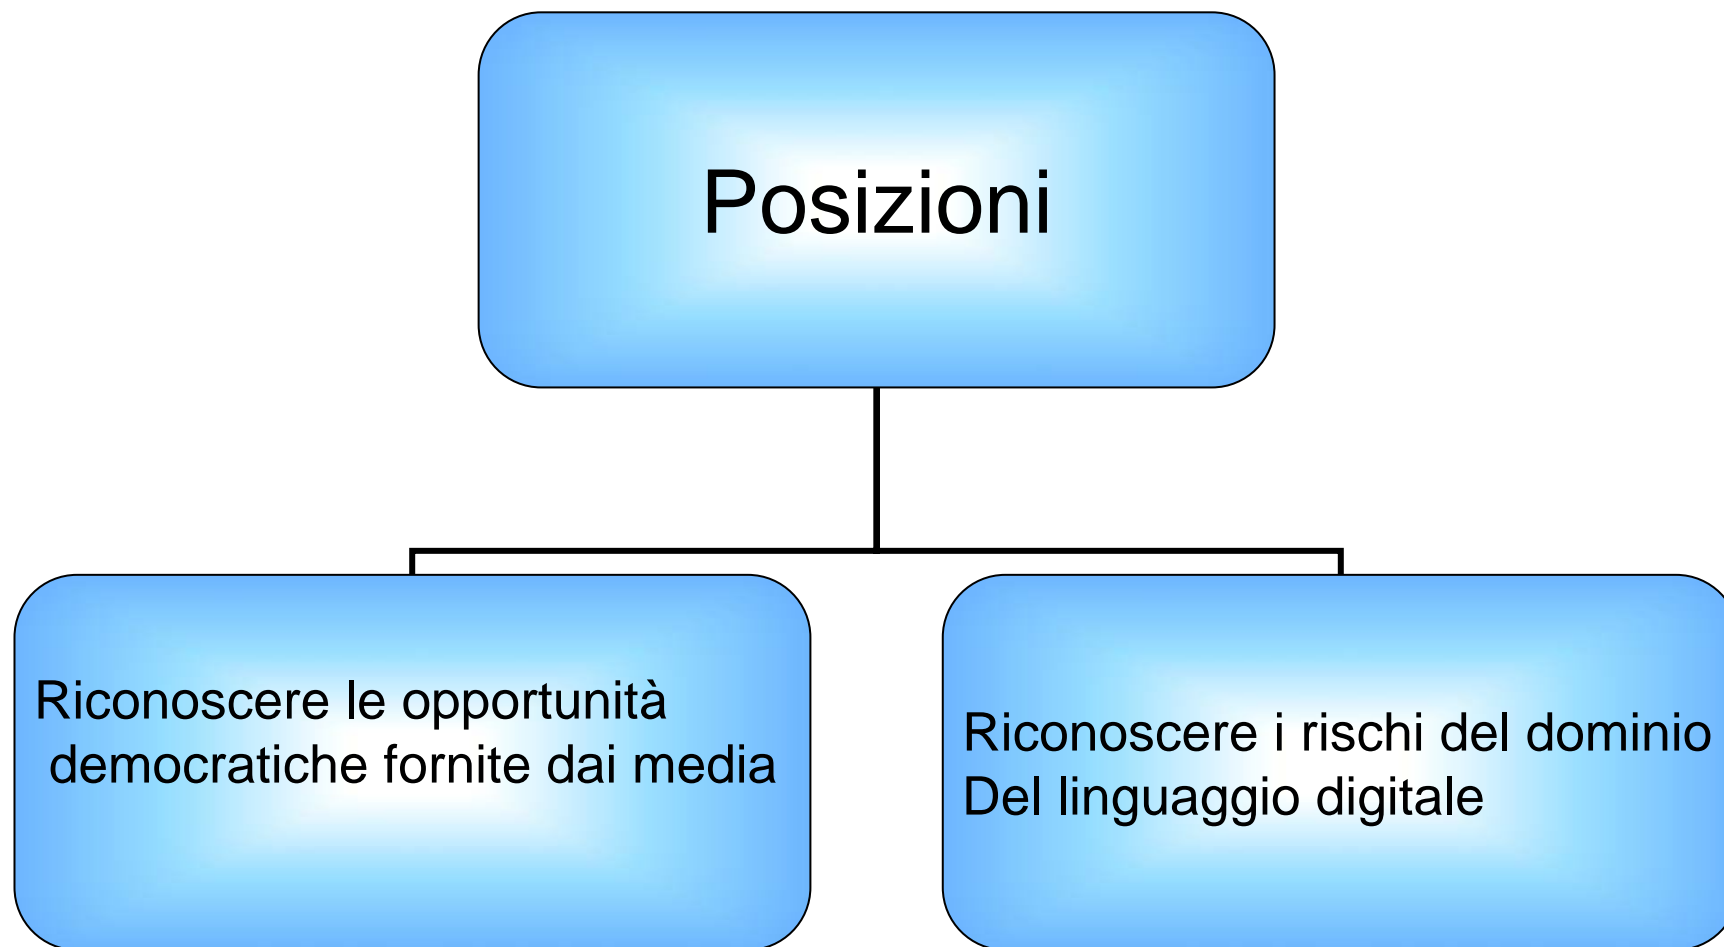 Posizioni
Riconoscere le opportunità
democratiche fornite dai media
Riconoscere i rischi del dominio
Del linguaggio digitale